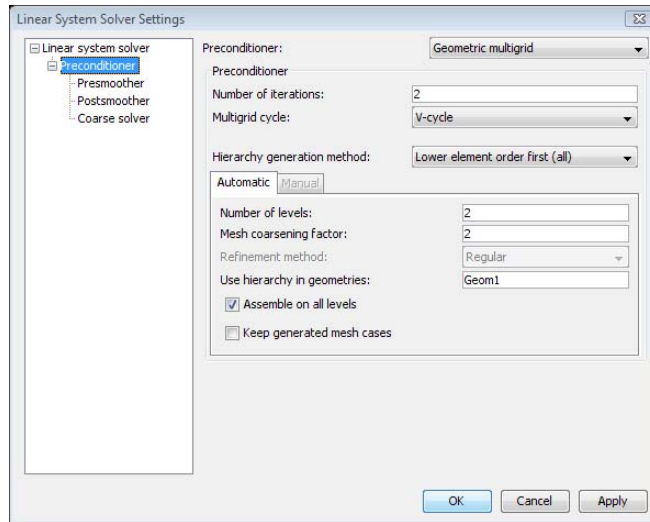 Linear System Solver Settings
Linear system solver
Preconditioner
Presmoother
Postsmoother
Coarse solver
Preconditioner: Geometric multigrid
Preconditioner
Number of iterations: 2
Multigrid cycle: V-cycle
Hierarchy generation method: Lower element order first (all)
Automatic Manual
Number of levels: 2
Mesh coarsening factor: 2
Refinement method: Regular
Use hierarchy in geometries: Geom1
Assemble on all levels
Keep generated mesh cases
OK Cancel Apply